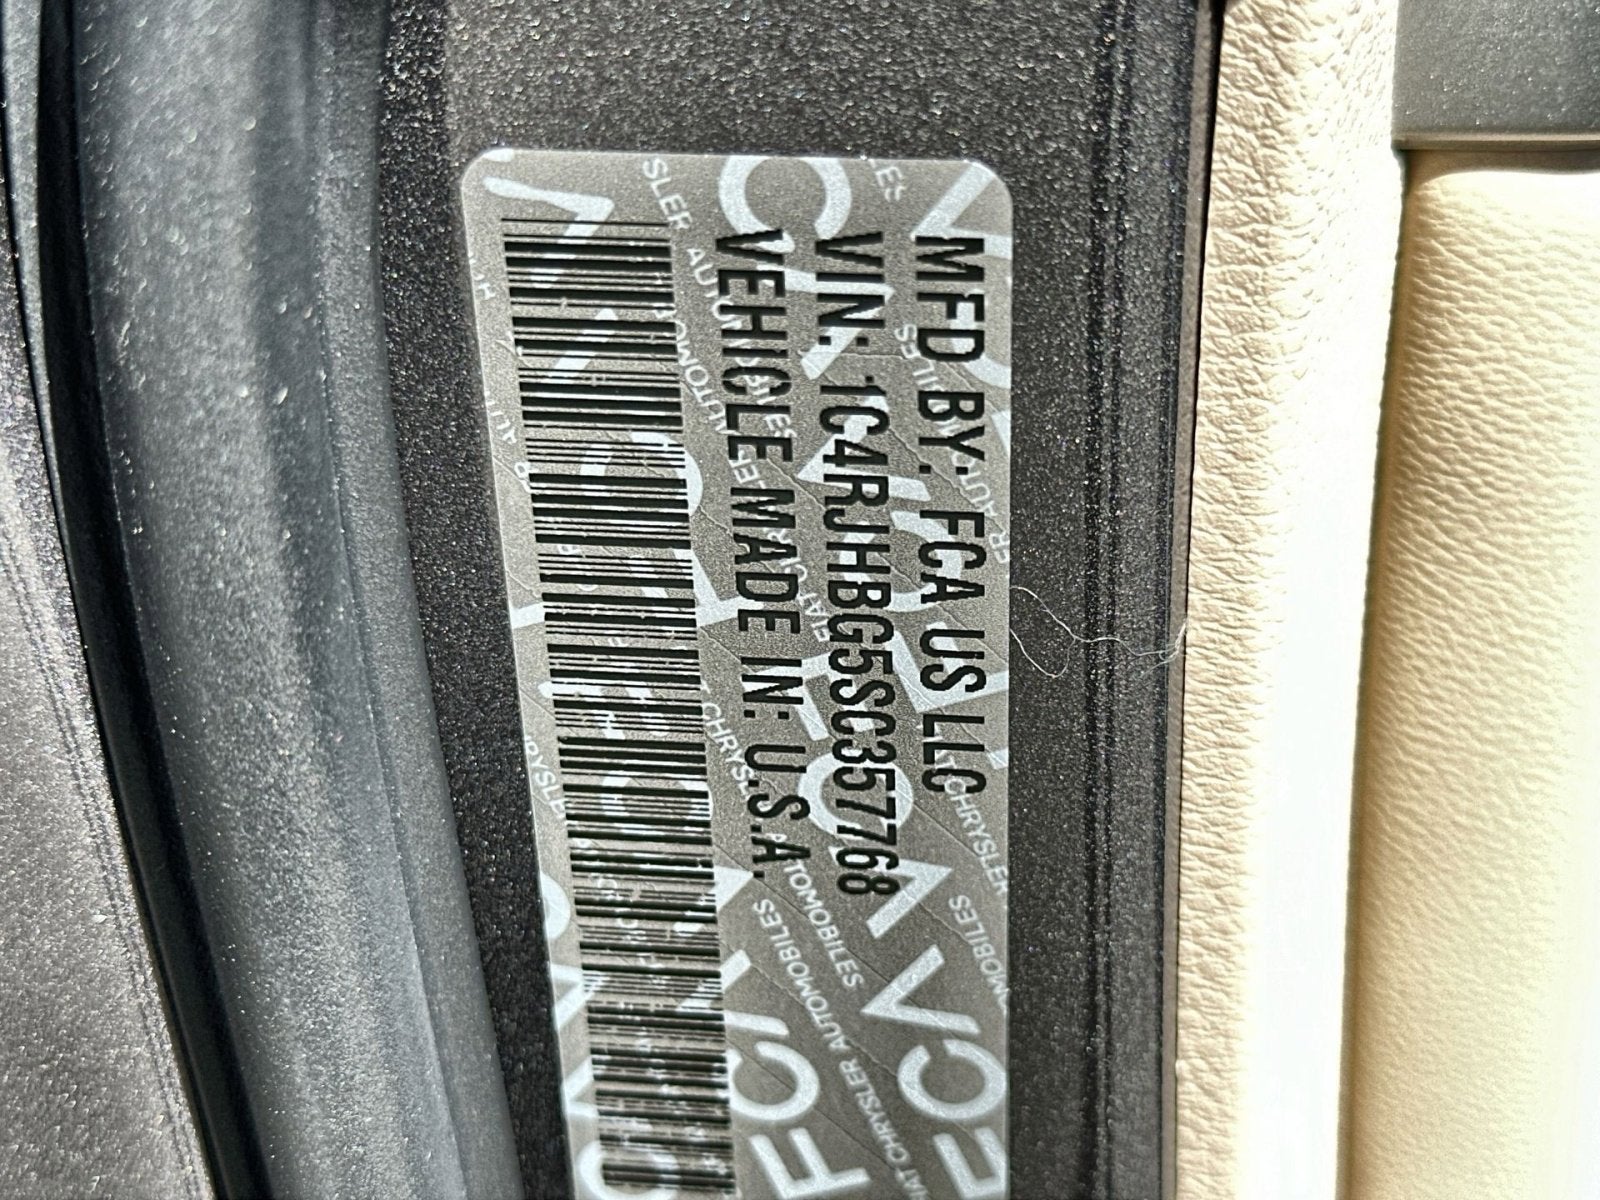 MFD BY: FCA US LLC
VIN: 1C4RJHBG5SC357768
VEHICLE MADE IN: U.S.A.